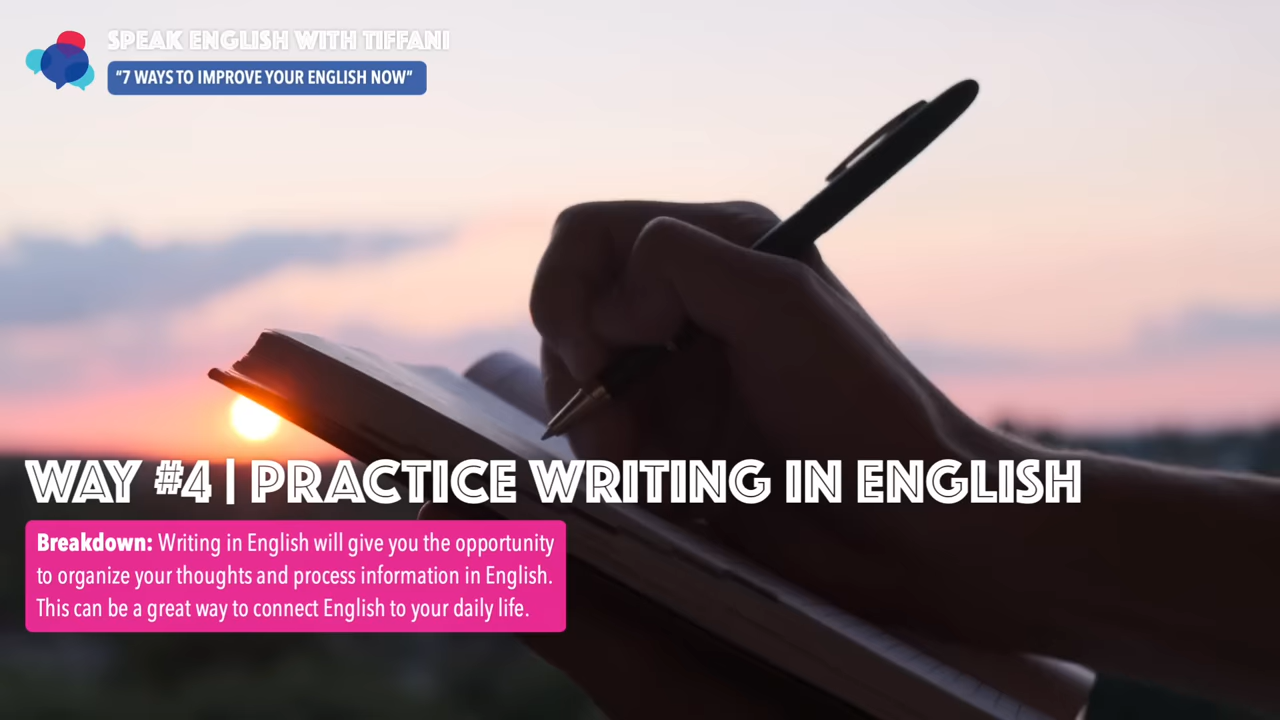 SPEAK ENGLISH WITH TIFFANI
“7 WAYS TO IMPROVE YOUR ENGLISH NOW”
WAY #4 | PRACTICE WRITING IN ENGLISH
Breakdown: Writing in English will give you the opportunity
to organize your thoughts and process information in English.
This can be a great way to connect English to your daily life.